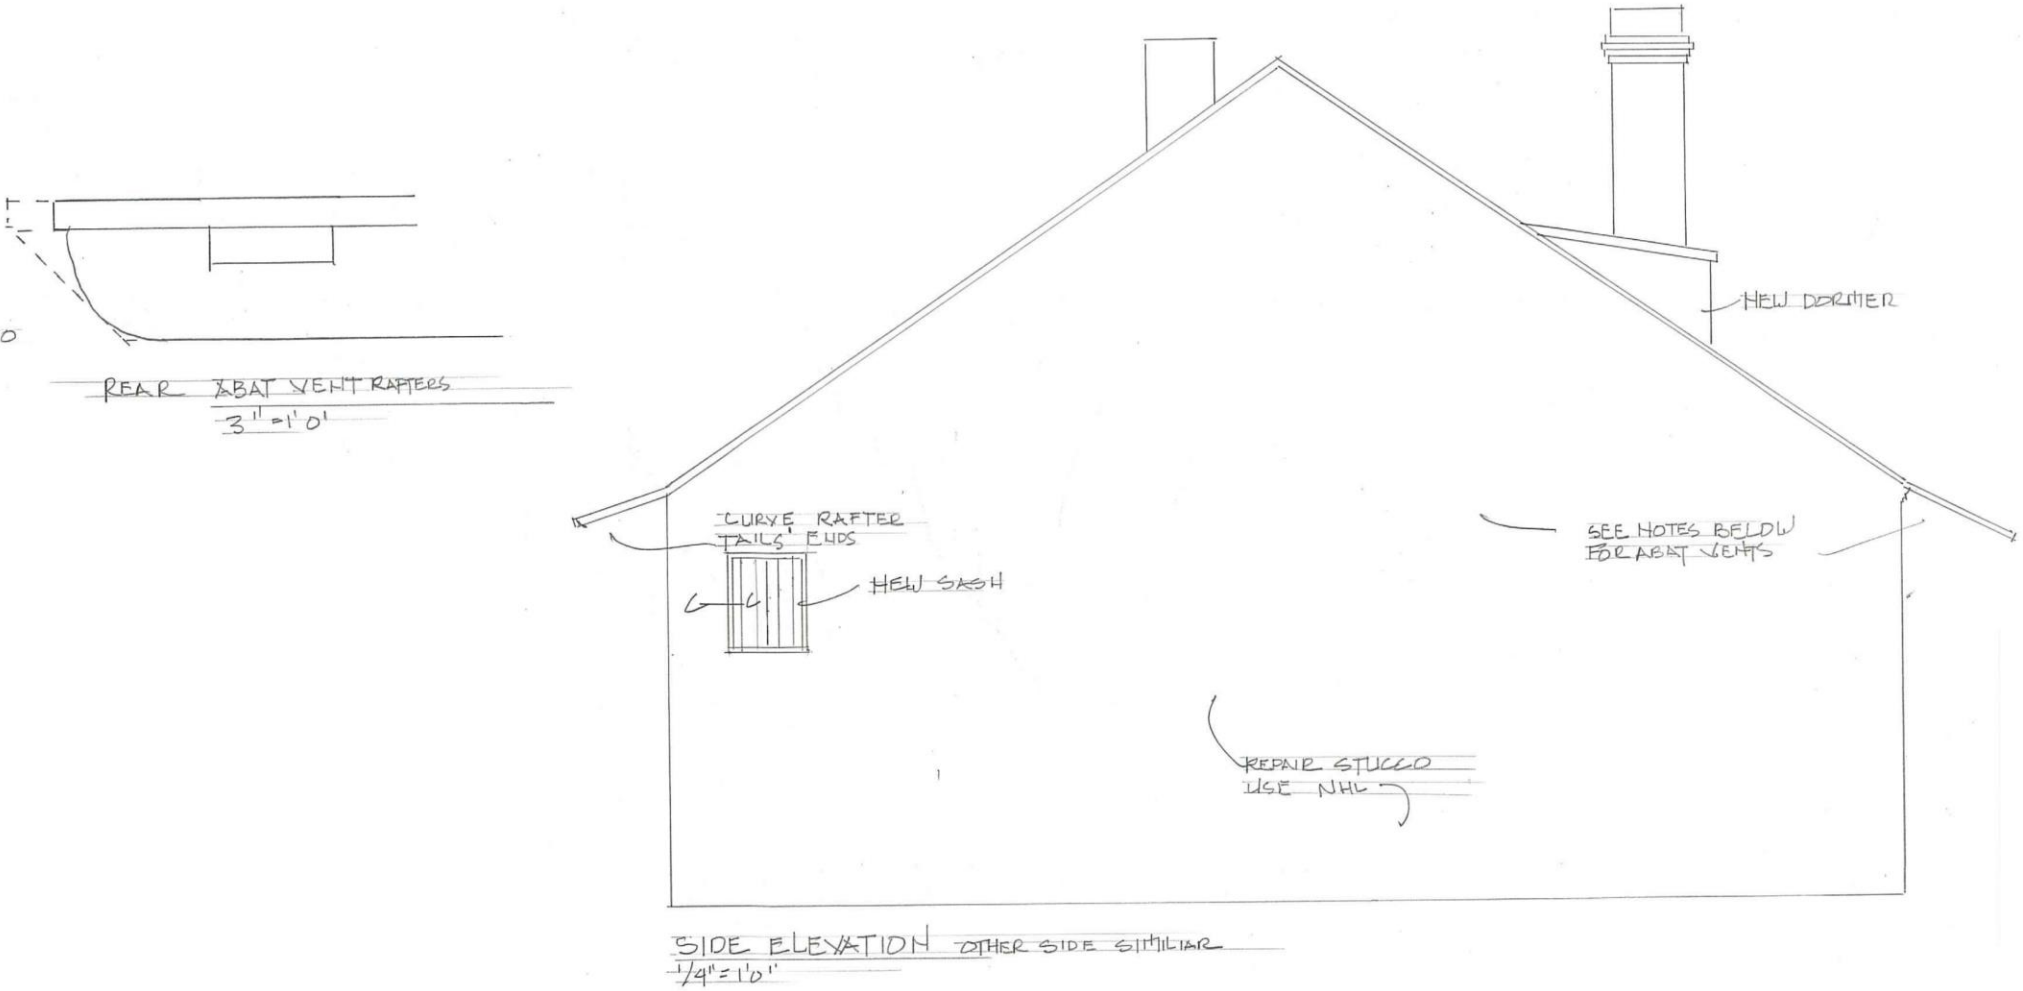 NEW DORMER
O
REAR ABAT VENT RAFTERS
3"=1'0'
CURVE RAFTER
TAILS' ENDS
NEW SASH
SEE NOTES BELOW
FOR ABAT VENTS
REPAIR STUCCO
USE NHL
SIDE ELEVATION OTHER SIDE SIMILIAR
1/4"=1'0"